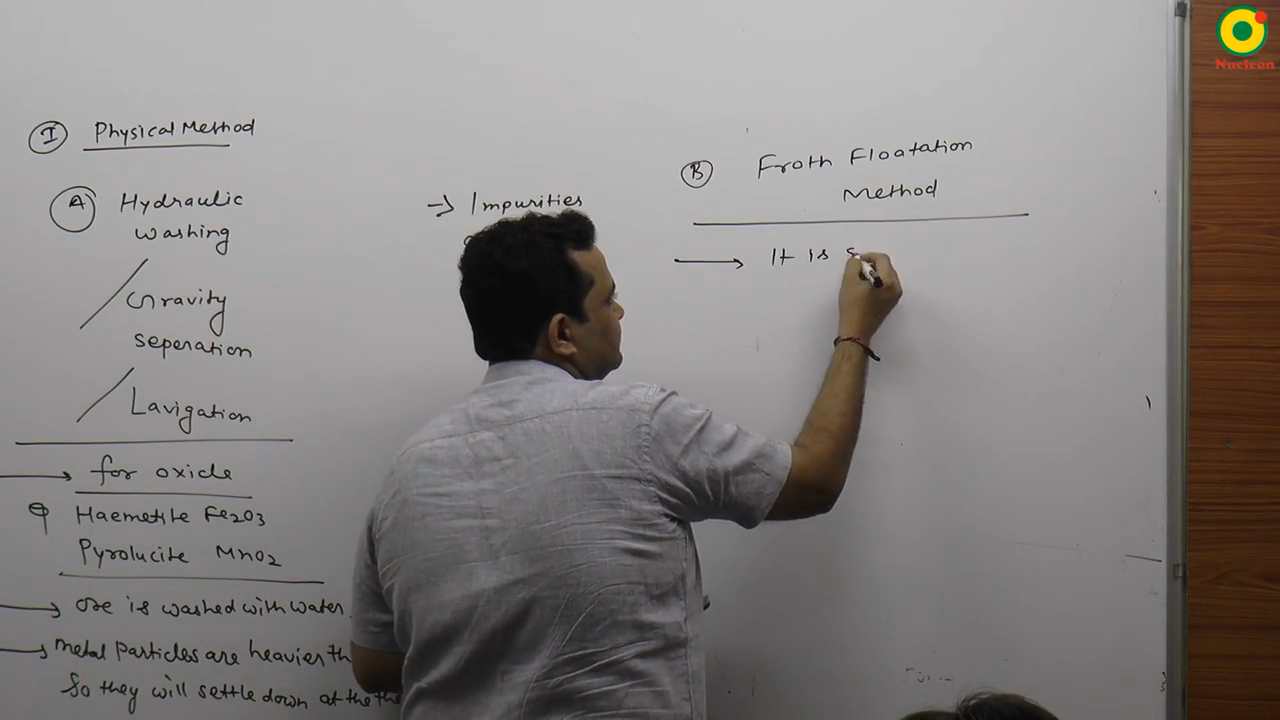 I Physical Method
A Hydraulic
washing
/ Gravity
seperation
/ Lavigation
→ for oxide
Haemetite Fe2O3
Pyrolucite MnO2
→ ore is washed with water.
→ metal particles are heavier th
So they will settle down at the the
→ Impurities
B Froth Floatation
Method
→ It is s
Nucleon